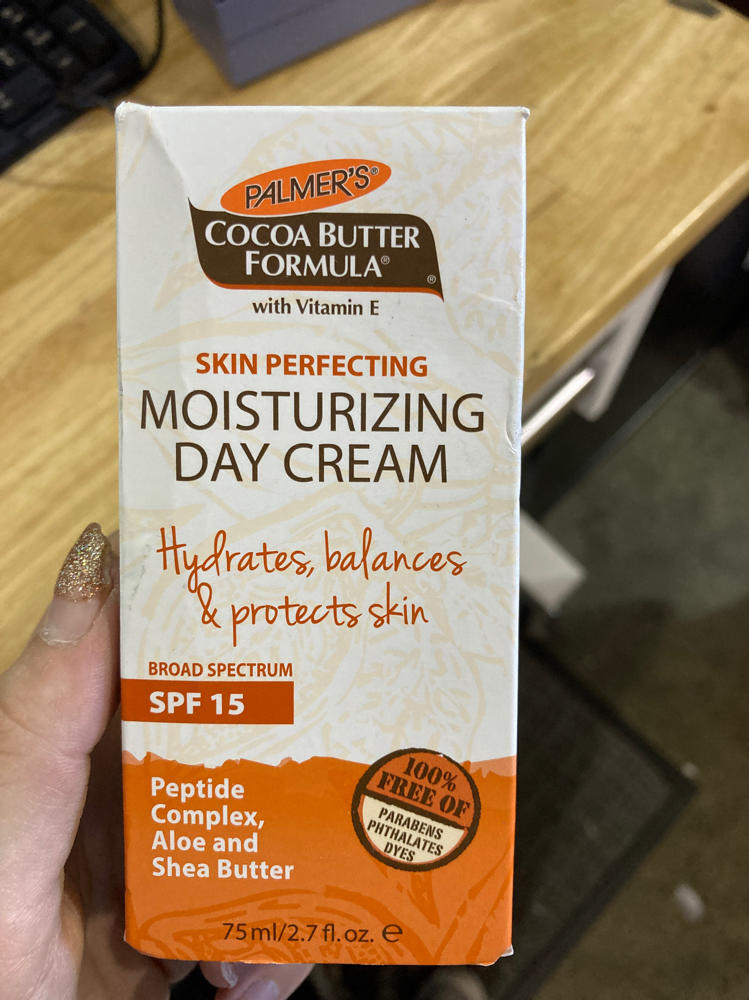 PALMER'S®
COCOA BUTTER
FORMULA®
®
with Vitamin E
SKIN PERFECTING
MOISTURIZING
DAY CREAM
Hydrates, balances
& protects skin
BROAD SPECTRUM
SPF 15
Peptide
Complex,
Aloe and
Shea Butter
100%
FREE OF
PARABENS
PHTHALATES
DYES
75ml/2.7 fl. oz. ℮